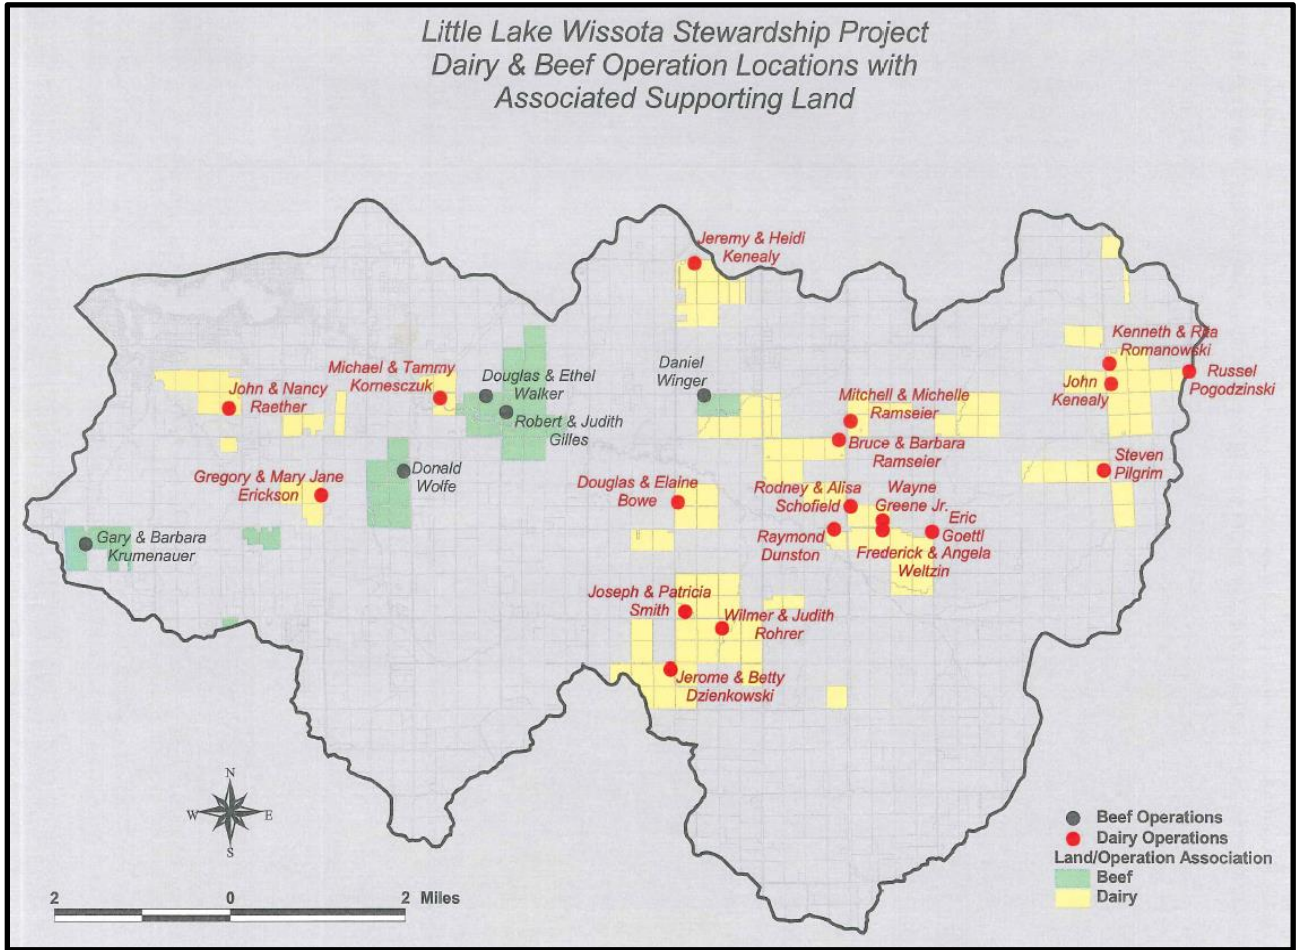 Little Lake Wissota Stewardship Project
Dairy & Beef Operation Locations with
Associated Supporting Land
Jeremy & Heidi
Kenealy
Kenneth & Rita
Romanowski
Russel
Pogodzinski
John
Kenealy
Michael & Tammy
Kornesczuk
Douglas & Ethel
Walker
Daniel
Winger
John & Nancy
Raether
Robert & Judith
Gilles
Mitchell & Michelle
Ramseier
Bruce & Barbara
Ramseier
Steven
Pilgrim
Donald
Wolfe
Gregory & Mary Jane
Erickson
Douglas & Elaine
Bowe
Rodney & Alisa
Schofield
Wayne
Greene Jr.
Eric
Goettl
Raymond
Dunston
Frederick & Angela
Weltzin
Gary & Barbara
Krumenauer
Joseph & Patricia
Smith
Wilmer & Judith
Rohrer
Jerome & Betty
Dzienkowski
N
W
E
S
2 0 2 Miles
Beef Operations
Dairy Operations
Land/Operation Association
Beef
Dairy